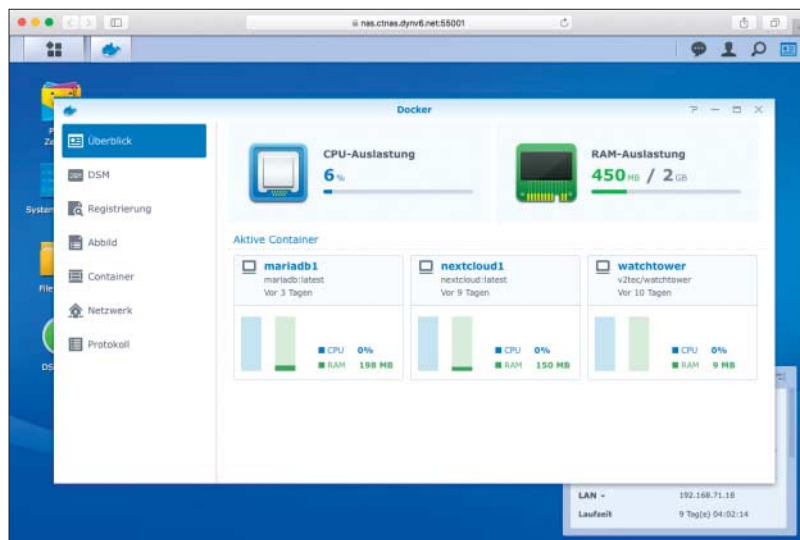 nas.ctnas.dynv6.net:55001
Docker
Überblick
DSM
Registrierung
Abbild
Container
Netzwerk
Protokoll
CPU-Auslastung
6 %
RAM-Auslastung
450 MB / 2 GB
Aktive Container
mariadb1
mariadb:latest
Vor 3 Tagen
CPU 0%
RAM 198 MB
nextcloud1
nextcloud:latest
Vor 9 Tagen
CPU 0%
RAM 150 MB
watchtower
v2tec/watchtower
Vor 10 Tagen
CPU 0%
RAM 9 MB
System
File
DS
LAN
192.168.71.18
Laufzeit
9 Tag(e) 04:02:14